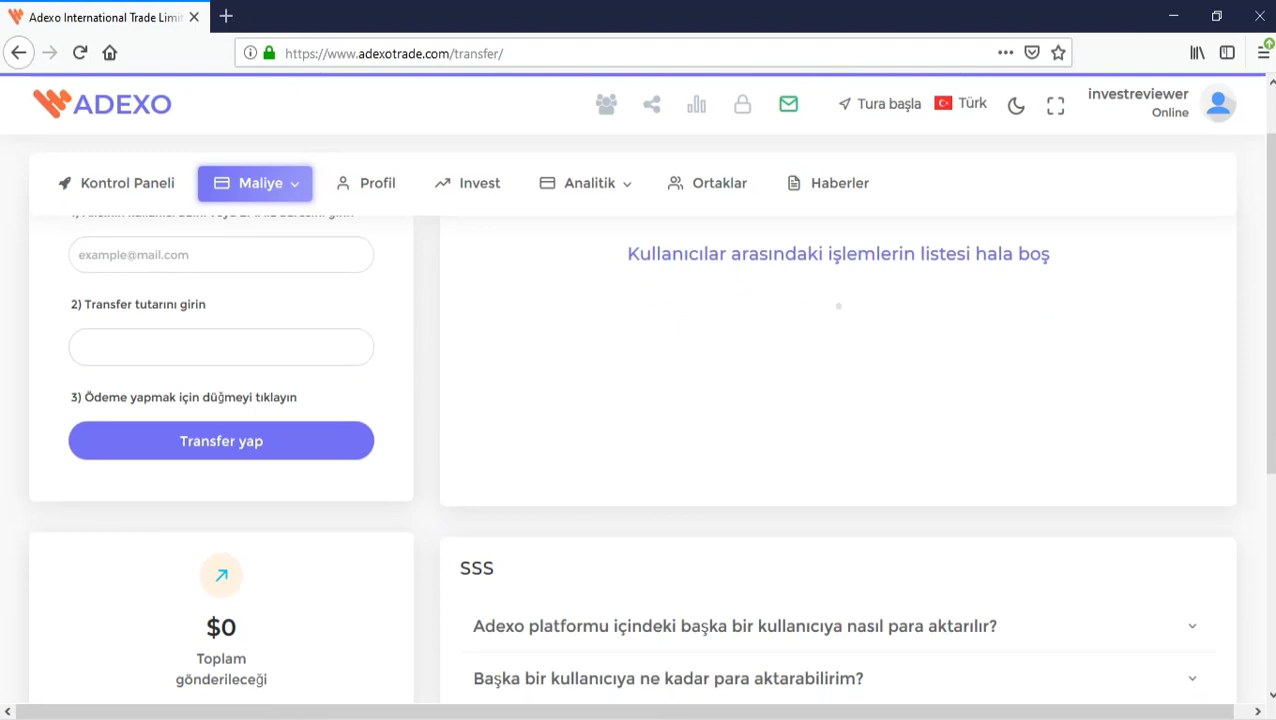 Adexo International Trade Limi
https://www.adexotrade.com/transfer/
ADEXO
Tura başla
Türk
investreviewer
Online
Kontrol Paneli
Maliye
Profil
Invest
Analitik
Ortaklar
Haberler
example@mail.com
2) Transfer tutarını girin
3) Ödeme yapmak için düğmeyi tıklayın
Transfer yap
Kullanıcılar arasındaki işlemlerin listesi hala boş
$0
Toplam
gönderileceği
SSS
Adexo platformu içindeki başka bir kullanıcıya nasıl para aktarılır?
Başka bir kullanıcıya ne kadar para aktarabilirim?